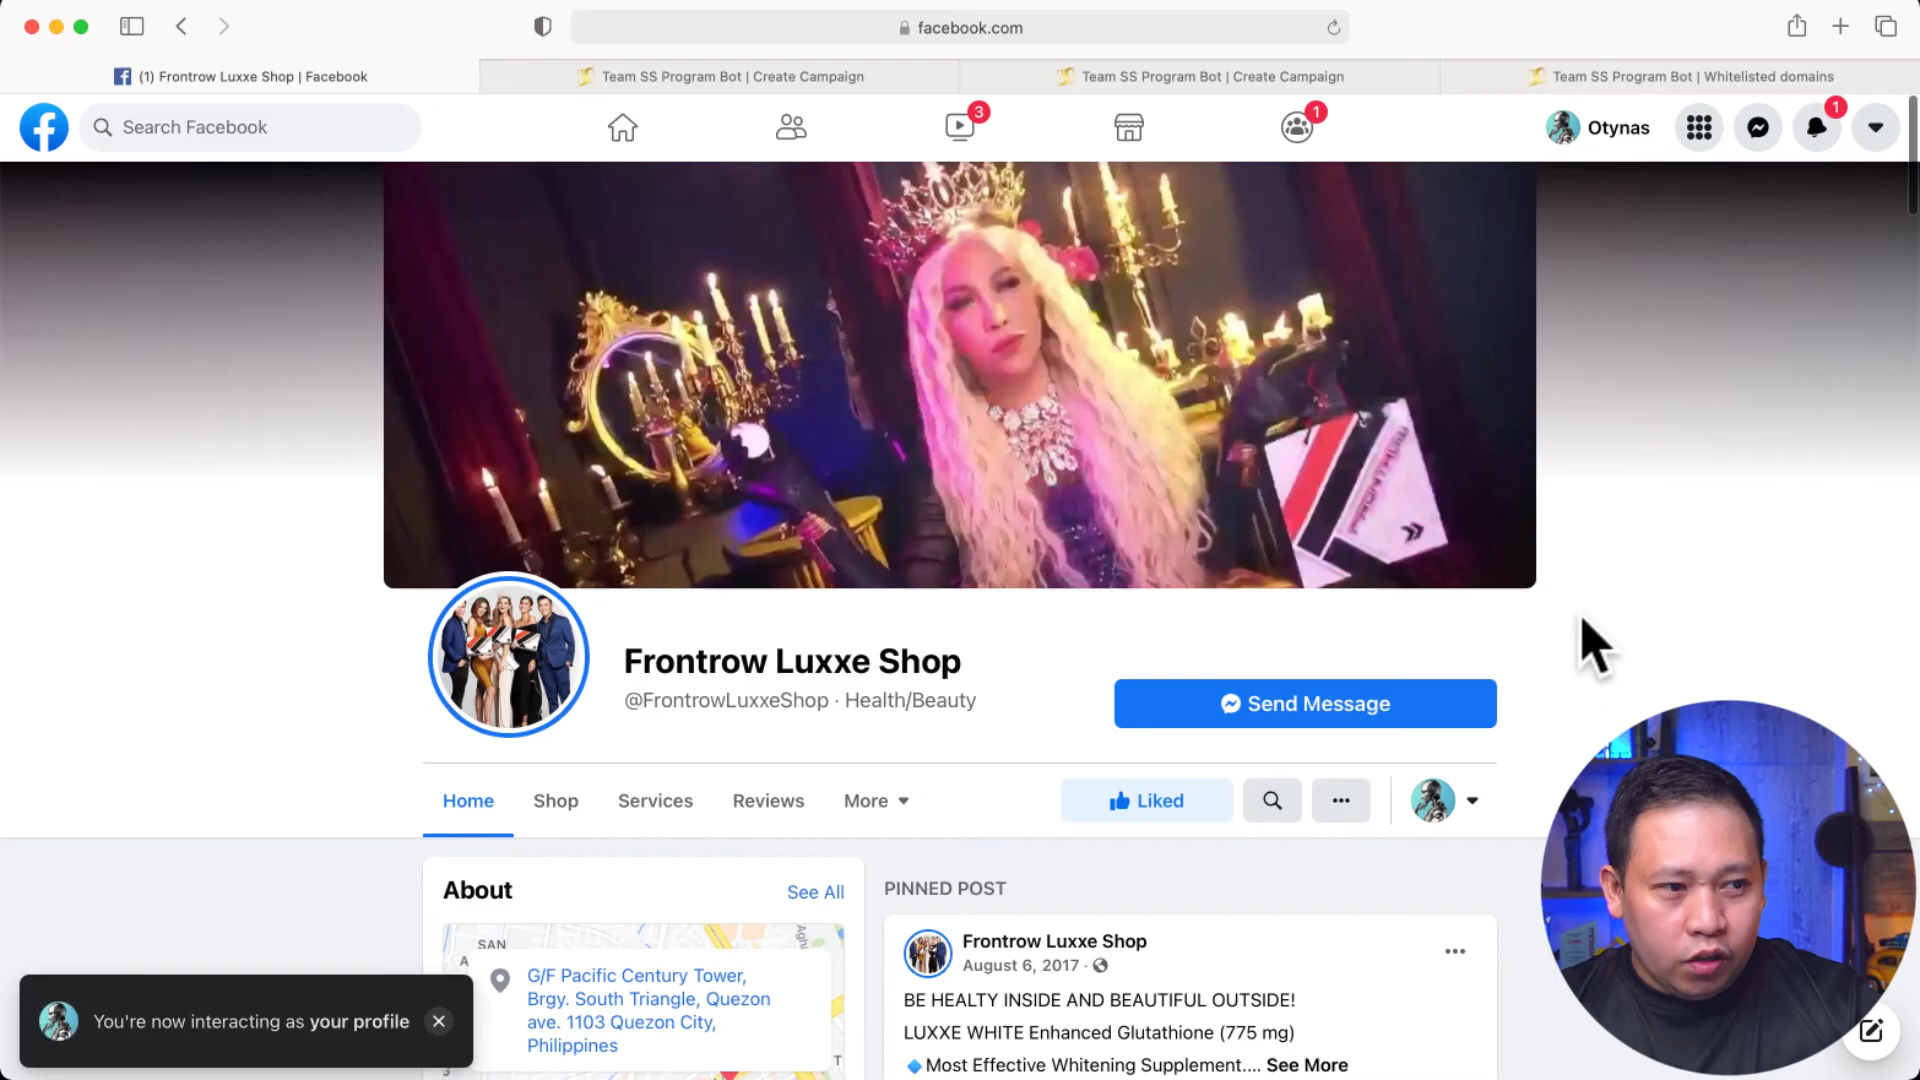 facebook.com
(1) Frontrow Luxxe Shop | Facebook
Team SS Program Bot | Create Campaign
Team SS Program Bot | Create Campaign
Team SS Program Bot | Whitelisted domains
Search Facebook
3
1
Otynas
1
Frontrow Luxxe Shop
@FrontrowLuxxeShop · Health/Beauty
Send Message
Home
Shop
Services
Reviews
More
Liked
About
See All
SAN
A
G/F Pacific Century Tower,
Brgy. South Triangle, Quezon
ave. 1103 Quezon City,
Philippines
T
PINNED POST
Frontrow Luxxe Shop
August 6, 2017 ·
BE HEALTY INSIDE AND BEAUTIFUL OUTSIDE!
LUXXE WHITE Enhanced Glutathione (775 mg)
🔹Most Effective Whitening Supplement.... See More
You're now interacting as your profile